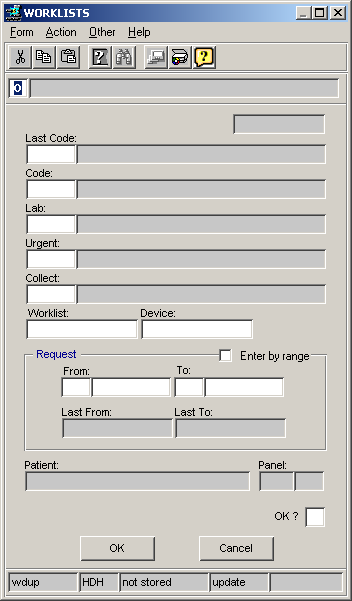 WORKLISTS
Form Action Other Help
0
Last Code:
Code:
Lab:
Urgent:
Collect:
Worklist: Device:
Request Enter by range
From: To:
Last From: Last To:
Patient: Panel:
OK ?
OK Cancel
wdup HDH not stored update